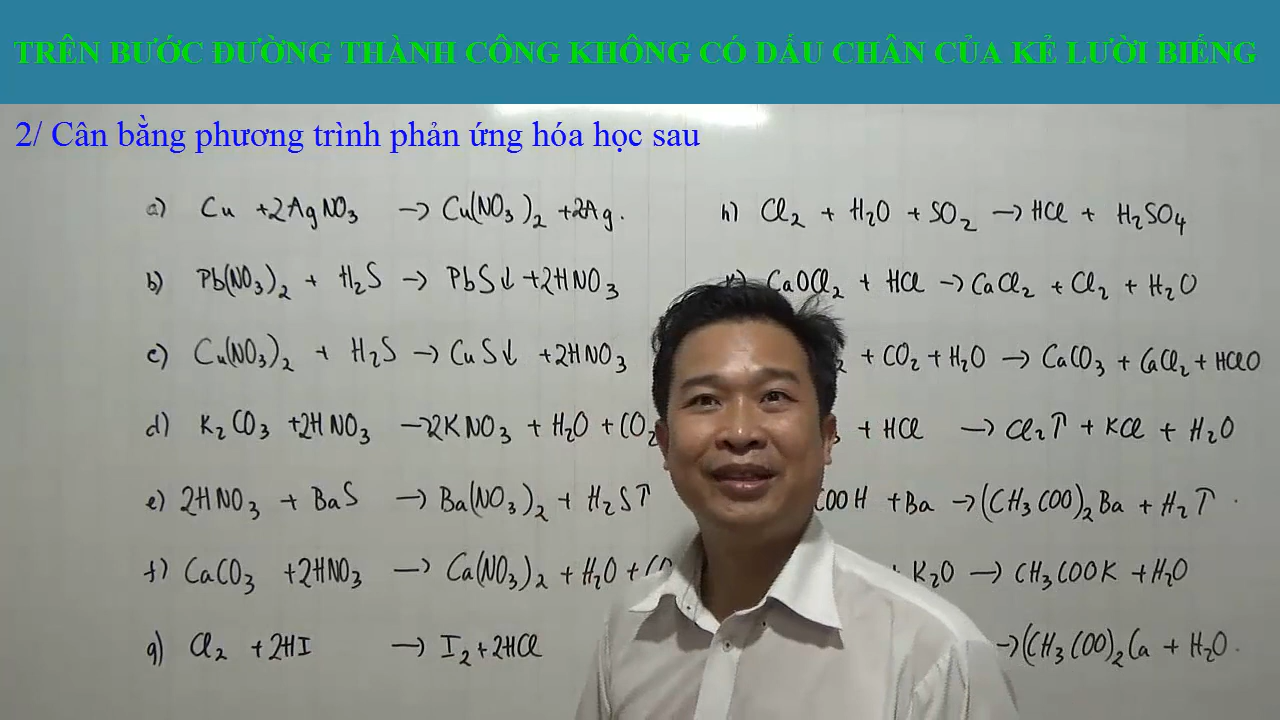 TRÊN BƯỚC ĐƯỜNG THÀNH CÔNG KHÔNG CÓ DẤU CHÂN CỦA KẺ LƯỜI BIẾNG
2/ Cân bằng phương trình phản ứng hóa học sau
a) Cu + 2AgNO₃ → Cu(NO₃)₂ + 2Ag.
b) Pb(NO₃)₂ + H₂S → PbS↓ + 2HNO₃
c) Cu(NO₃)₂ + H₂S → CuS↓ + 2HNO₃
d) K₂CO₃ + 2HNO₃ → 2KNO₃ + H₂O + CO₂
e) 2HNO₃ + BaS → Ba(NO₃)₂ + H₂S↑
f) CaCO₃ + 2HNO₃ → Ca(NO₃)₂ + H₂O +
g) Cl₂ + 2HI → I₂ + 2HCl
h) Cl₂ + H₂O + SO₂ → HCl + H₂SO₄
CaOCl₂ + HCl → CaCl₂ + Cl₂ + H₂O
₂ + CO₂ + H₂O → CaCO₃ + CaCl₂ + HClO
₃ + HCl → Cl₂↑ + KCl + H₂O
COOH + Ba → (CH₃COO)₂Ba + H₂↑.
+ K₂O → CH₃COOK + H₂O
→ (CH₃COO)₂Ca + H₂O.